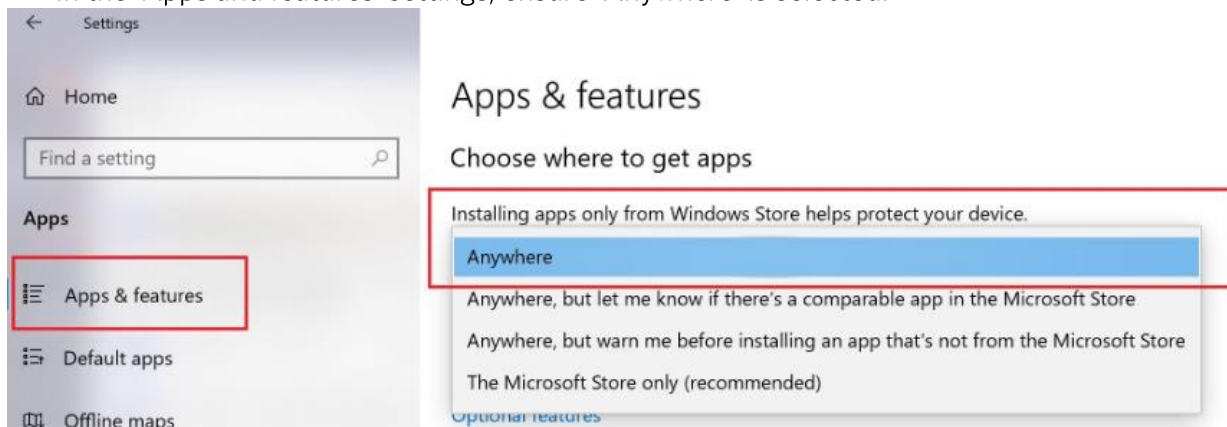 Settings
Home
Find a setting
Apps
Apps & features
Default apps
Offline maps
Apps & features
Choose where to get apps
Installing apps only from Windows Store helps protect your device.
Anywhere
Anywhere, but let me know if there's a comparable app in the Microsoft Store
Anywhere, but warn me before installing an app that's not from the Microsoft Store
The Microsoft Store only (recommended)
Optional features